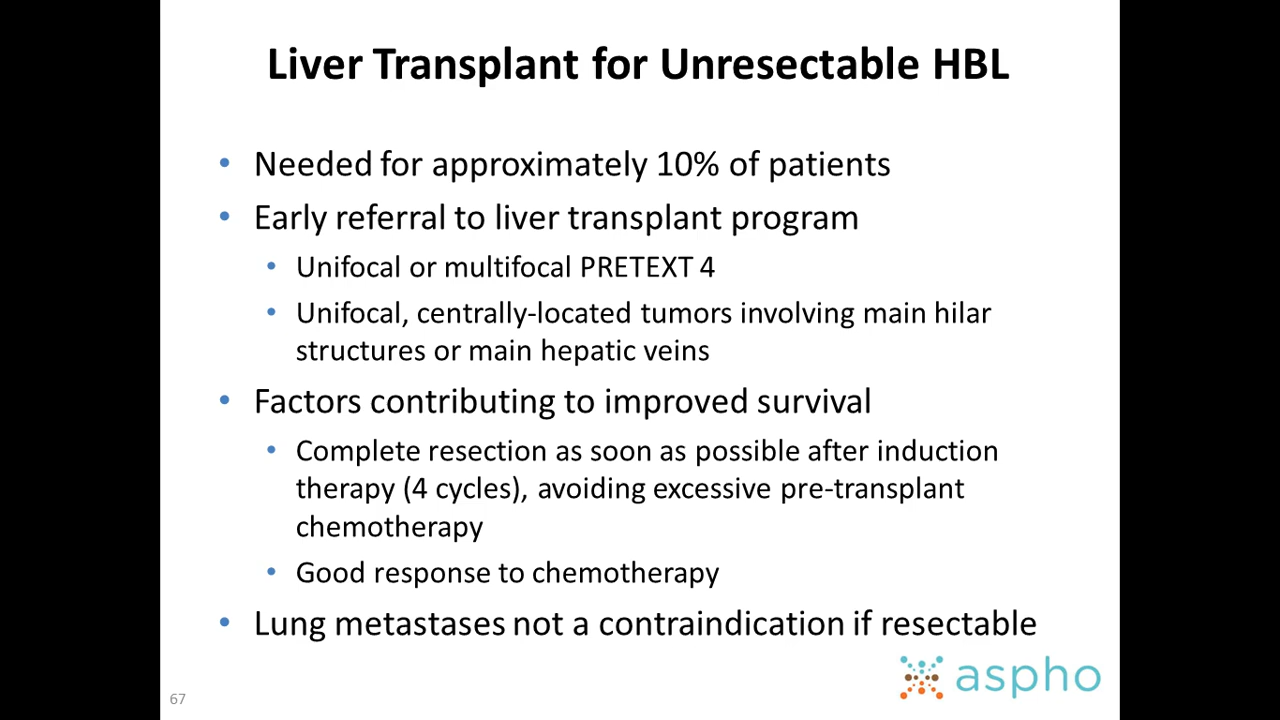 Liver Transplant for Unresectable HBL
• Needed for approximately 10% of patients
• Early referral to liver transplant program
• Unifocal or multifocal PRETEXT 4
• Unifocal, centrally-located tumors involving main hilar
structures or main hepatic veins
• Factors contributing to improved survival
• Complete resection as soon as possible after induction
therapy (4 cycles), avoiding excessive pre-transplant
chemotherapy
• Good response to chemotherapy
• Lung metastases not a contraindication if resectable
aspho
67